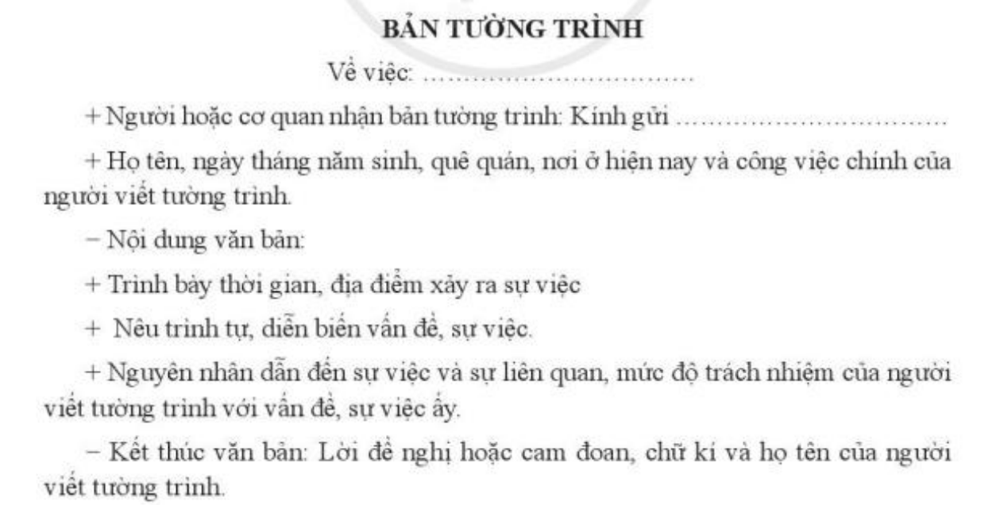 BẢN TƯỜNG TRÌNH
Về việc: .................................
+ Người hoặc cơ quan nhận bản tường trình: Kính gửi .................................
+ Họ tên, ngày tháng năm sinh, quê quán, nơi ở hiện nay và công việc chính của
người viết tường trình.
− Nội dung văn bản:
+ Trình bày thời gian, địa điểm xảy ra sự việc
+ Nêu trình tự, diễn biến vấn đề, sự việc.
+ Nguyên nhân dẫn đến sự việc và sự liên quan, mức độ trách nhiệm của người
viết tường trình với vấn đề, sự việc ấy.
− Kết thúc văn bản: Lời đề nghị hoặc cam đoan, chữ kí và họ tên của người
viết tường trình.